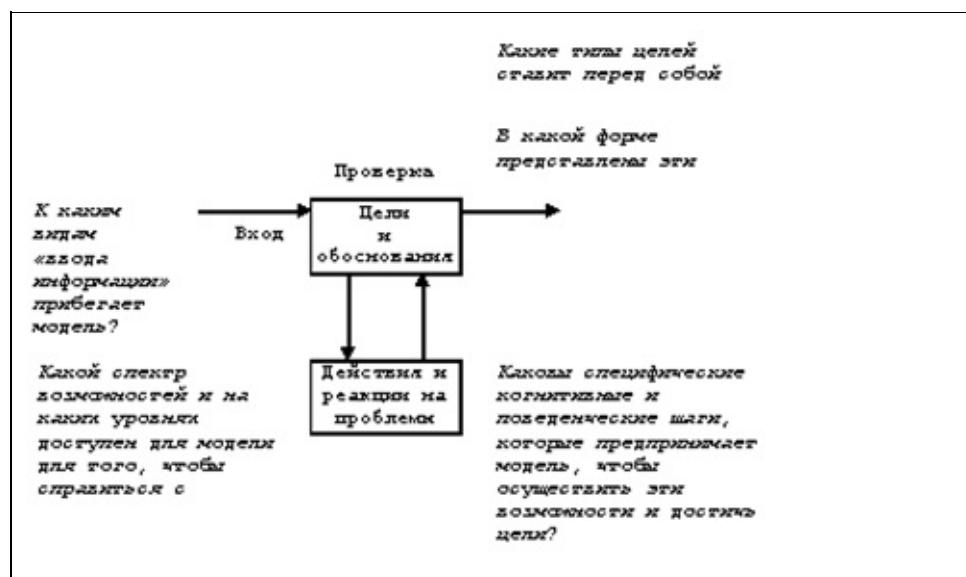 Какие типы целей
ставит перед собой
В какой форме
представлены эти
Проверка
К каким
видам
«ввода
информации»
прибегает
модель?
Вход
Цели
и
обоснования
Какой спектр
возможностей и на
каких уровнях
доступен для модели
для того, чтобы
справиться с
Действия и
реакции на
проблемы
Каковы специфические
когнитивные и
поведенческие шаги,
которые предпринимает
модель, чтобы
осуществить эти
возможности и достичь
цели?